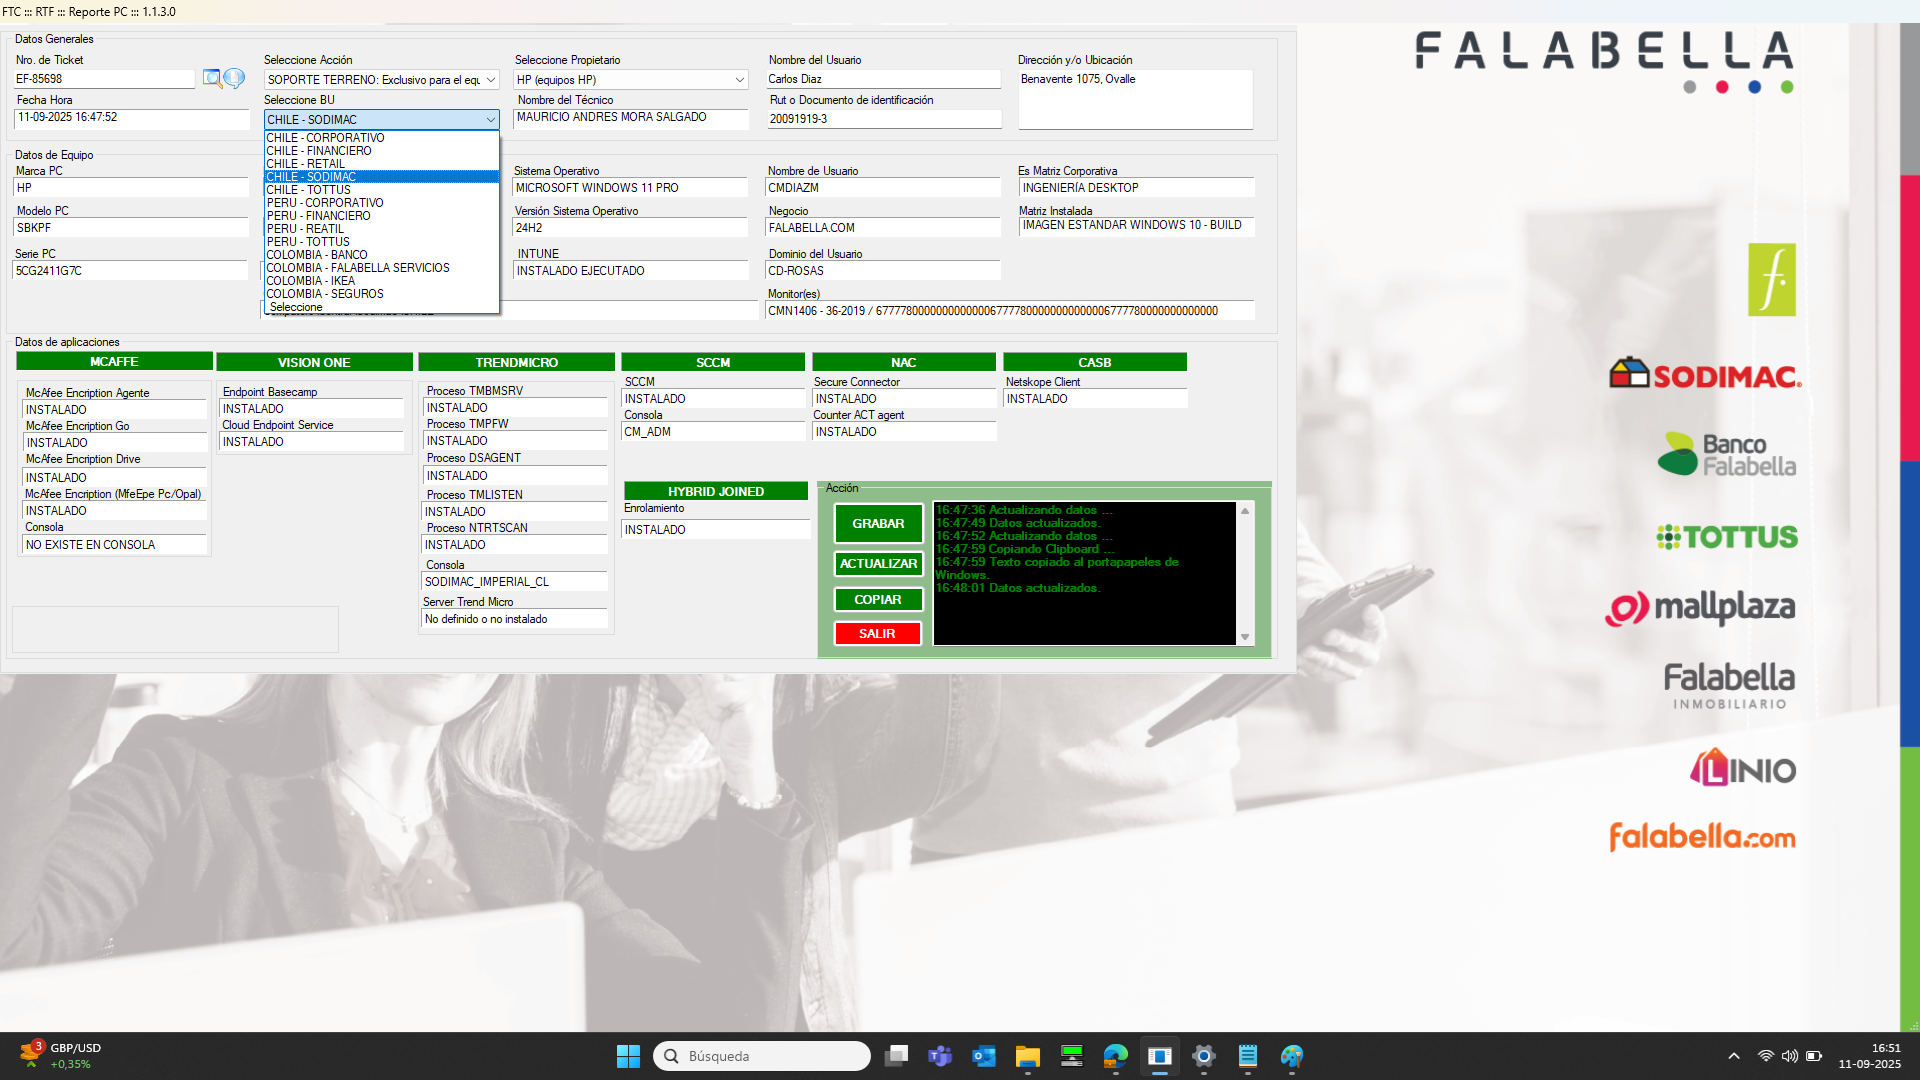 FTC ::: RTF ::: Reporte PC ::: 1.1.3.0
Datos Generales
Nro. de Ticket
EF-85698
Fecha Hora
11-09-2025 16:47:52
Seleccione Acción
SOPORTE TERRENO: Exclusivo para el equ
Seleccione BU
CHILE - SODIMAC
CHILE - CORPORATIVO
CHILE - FINANCIERO
CHILE - RETAIL
CHILE - SODIMAC
CHILE - TOTTUS
PERU - CORPORATIVO
PERU - FINANCIERO
PERU - REATIL
PERU - TOTTUS
COLOMBIA - BANCO
COLOMBIA - FALABELLA SERVICIOS
COLOMBIA - IKEA
COLOMBIA - SEGUROS
Seleccione
Seleccione Propietario
HP (equipos HP)
Nombre del Técnico
MAURICIO ANDRES MORA SALGADO
Nombre del Usuario
Carlos Diaz
Rut o Documento de identificación
20091919-3
Dirección y/o Ubicación
Benavente 1075, Ovalle
Datos de Equipo
Marca PC
HP
Modelo PC
SBKPF
Serie PC
5CG2411G7C
Sistema Operativo
MICROSOFT WINDOWS 11 PRO
Versión Sistema Operativo
24H2
INTUNE
INSTALADO EJECUTADO
Nombre de Usuario
CMDIAZM
Negocio
FALABELLA.COM
Dominio del Usuario
CD-ROSAS
Monitor(es)
CMN1406 - 36-2019 / 6777780000000000000677778000000000000067777800000000000000
Es Matriz Corporativa
INGENIERÍA DESKTOP
Matriz Instalada
IMAGEN ESTANDAR WINDOWS 10 - BUILD
Datos de aplicaciones
MCAFFE
McAfee Encription Agente
INSTALADO
McAfee Encription Go
INSTALADO
McAfee Encription Drive
INSTALADO
McAfee Encription (MfeEpe Pc/Opal)
INSTALADO
Consola
NO EXISTE EN CONSOLA
VISION ONE
Endpoint Basecamp
INSTALADO
Cloud Endpoint Service
INSTALADO
TRENDMICRO
Proceso TMBMSRV
INSTALADO
Proceso TMPFW
INSTALADO
Proceso DSAGENT
INSTALADO
Proceso TMLISTEN
INSTALADO
Proceso NTRTSCAN
INSTALADO
Consola
SODIMAC_IMPERIAL_CL
Server Trend Micro
No definido o no instalado
SCCM
SCCM
INSTALADO
Consola
CM_ADM
NAC
Secure Connector
INSTALADO
Counter ACT agent
INSTALADO
CASB
Netskope Client
INSTALADO
HYBRID JOINED
Enrolamiento
INSTALADO
Acción
GRABAR
ACTUALIZAR
COPIAR
SALIR
16:47:36 Actualizando datos ...
16:47:49 Datos actualizados.
16:47:52 Actualizando datos ...
16:47:59 Copiando Clipboard ...
16:47:59 Texto copiado al portapapeles de
Windows.
16:48:01 Datos actualizados.
FALABELLA
f.
SODIMAC.
Banco
Falabella
TOTTUS
mallplaza
Falabella
INMOBILIARIO
LINIO
falabella.com
3
GBP/USD
+0,35%
Búsqueda
16:51
11-09-2025